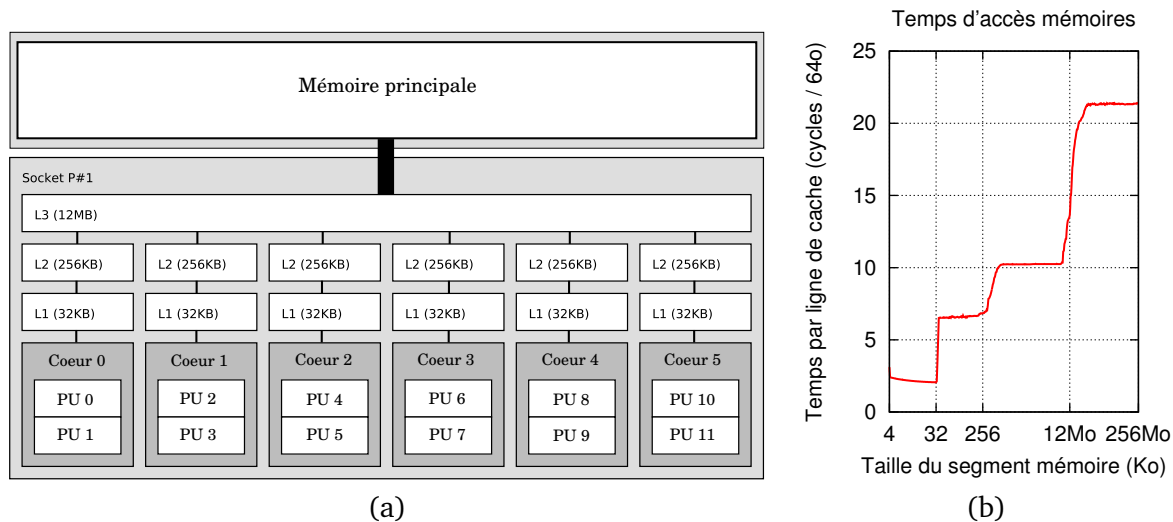 Mémoire principale
Socket P#1
L3 (12MB)
L2 (256KB) L2 (256KB) L2 (256KB) L2 (256KB) L2 (256KB) L2 (256KB)
L1 (32KB) L1 (32KB) L1 (32KB) L1 (32KB) L1 (32KB) L1 (32KB)
Coeur 0 Coeur 1 Coeur 2 Coeur 3 Coeur 4 Coeur 5
PU 0 PU 2 PU 4 PU 6 PU 8 PU 10
PU 1 PU 3 PU 5 PU 7 PU 9 PU 11
(a)
Temps d'accès mémoires
Temps par ligne de cache (cycles / 64o)
25
20
15
10
5
0
4 32 256 12Mo 256Mo
Taille du segment mémoire (Ko)
(b)